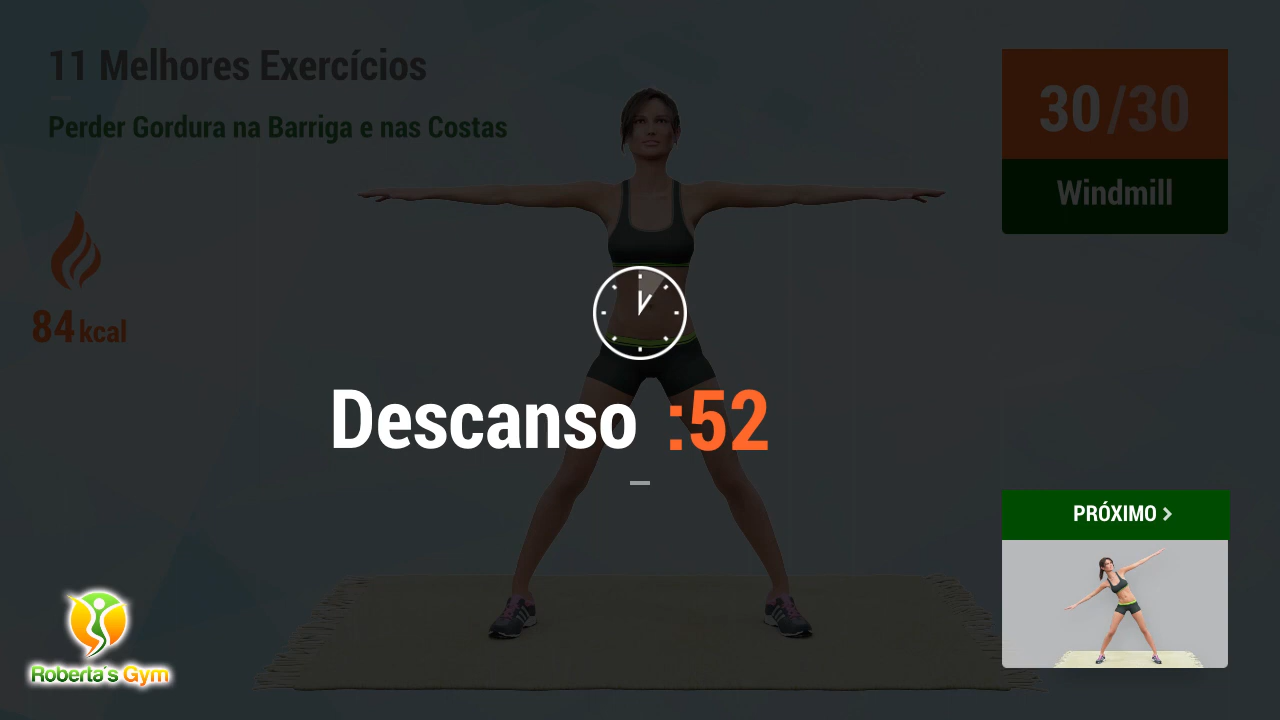 11 Melhores Exercícios
Perder Gordura na Barriga e nas Costas
30/30
Windmill
84 kcal
Descanso :52
PRÓXIMO >
Roberta´s Gym